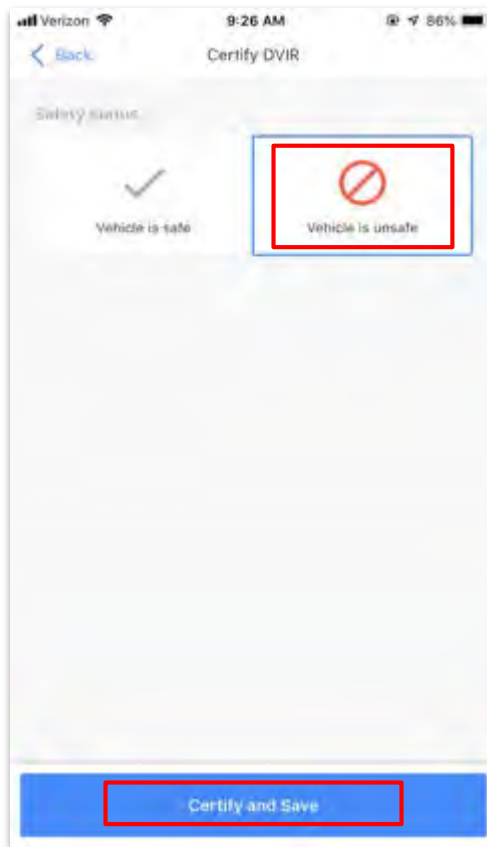 Verizon 9:26 AM 86%
Back Certify DVIR
Safety status
Vehicle is safe Vehicle is unsafe
Certify and Save